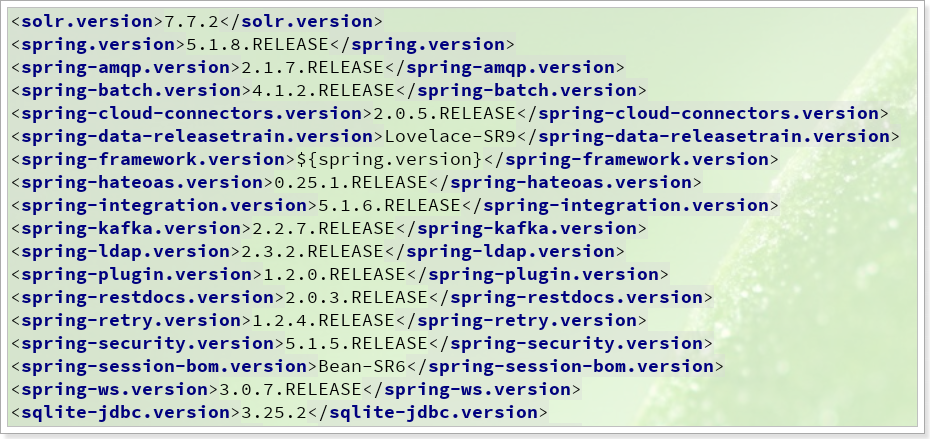 <solr.version>7.7.2</solr.version>
<spring.version>5.1.8.RELEASE</spring.version>
<spring-amqp.version>2.1.7.RELEASE</spring-amqp.version>
<spring-batch.version>4.1.2.RELEASE</spring-batch.version>
<spring-cloud-connectors.version>2.0.5.RELEASE</spring-cloud-connectors.version>
<spring-data-releasetrain.version>Lovelace-SR9</spring-data-releasetrain.version>
<spring-framework.version>${spring.version}</spring-framework.version>
<spring-hateoas.version>0.25.1.RELEASE</spring-hateoas.version>
<spring-integration.version>5.1.6.RELEASE</spring-integration.version>
<spring-kafka.version>2.2.7.RELEASE</spring-kafka.version>
<spring-ldap.version>2.3.2.RELEASE</spring-ldap.version>
<spring-plugin.version>1.2.0.RELEASE</spring-plugin.version>
<spring-restdocs.version>2.0.3.RELEASE</spring-restdocs.version>
<spring-retry.version>1.2.4.RELEASE</spring-retry.version>
<spring-security.version>5.1.5.RELEASE</spring-security.version>
<spring-session-bom.version>Bean-SR6</spring-session-bom.version>
<spring-ws.version>3.0.7.RELEASE</spring-ws.version>
<sqlite-jdbc.version>3.25.2</sqlite-jdbc.version>